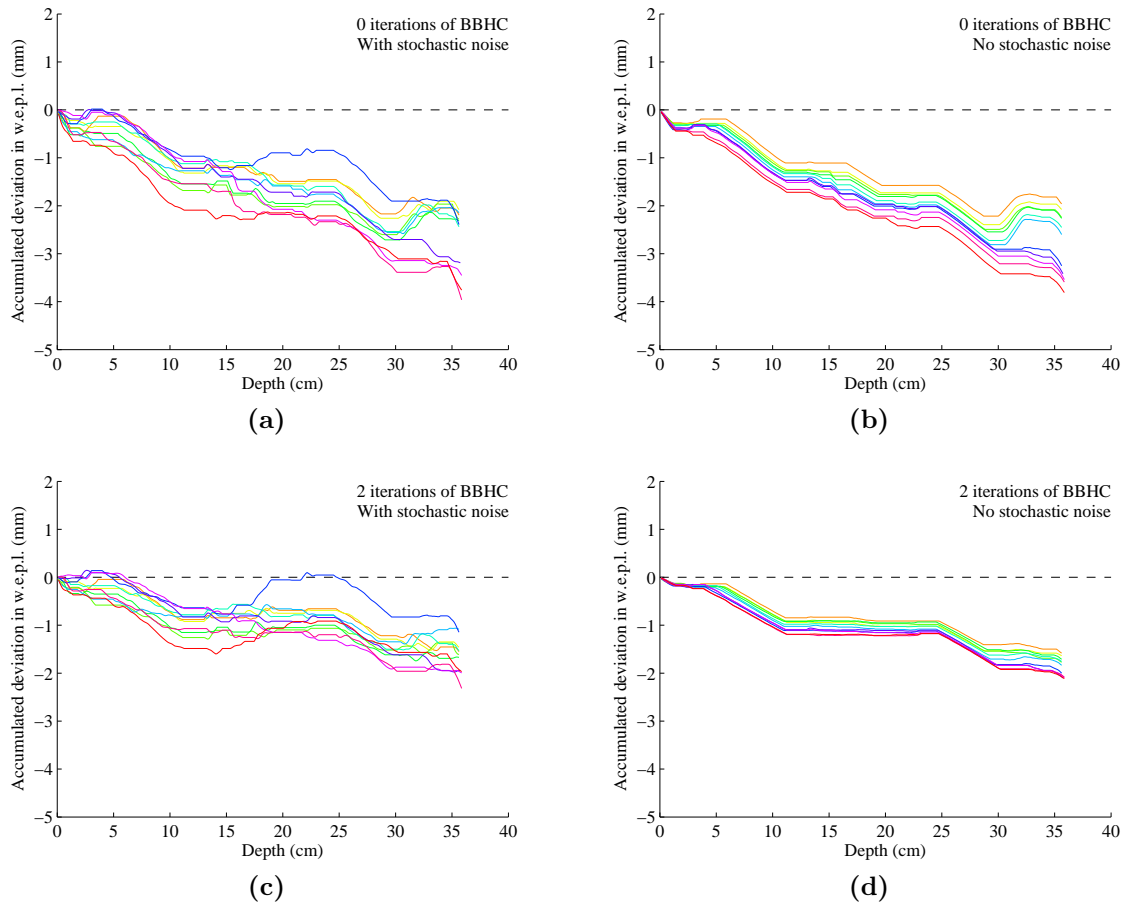 0 iterations of BBHC
With stochastic noise
Accumulated deviation in w.e.p.l. (mm)
2
1
0
−1
−2
−3
−4
−5
0 5 10 15 20 25 30 35 40
Depth (cm)
(a)
0 iterations of BBHC
No stochastic noise
Accumulated deviation in w.e.p.l. (mm)
2
1
0
−1
−2
−3
−4
−5
0 5 10 15 20 25 30 35 40
Depth (cm)
(b)
2 iterations of BBHC
With stochastic noise
Accumulated deviation in w.e.p.l. (mm)
2
1
0
−1
−2
−3
−4
−5
0 5 10 15 20 25 30 35 40
Depth (cm)
(c)
2 iterations of BBHC
No stochastic noise
Accumulated deviation in w.e.p.l. (mm)
2
1
0
−1
−2
−3
−4
−5
0 5 10 15 20 25 30 35 40
Depth (cm)
(d)